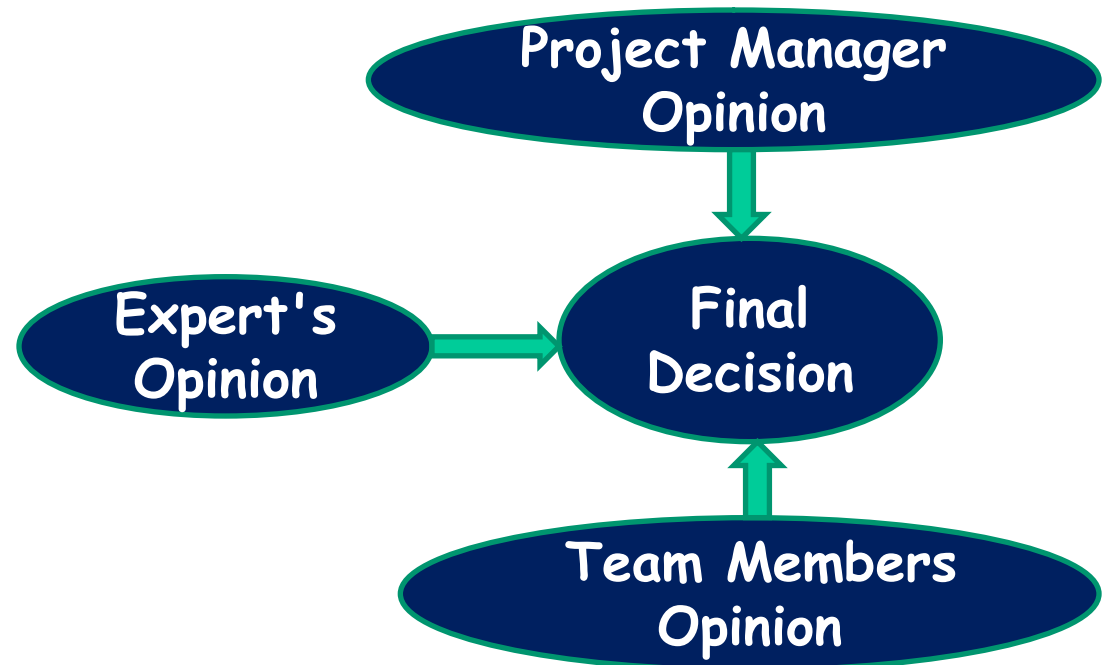 Project Manager
Opinion
Expert's
Opinion
Final
Decision
Team Members
Opinion